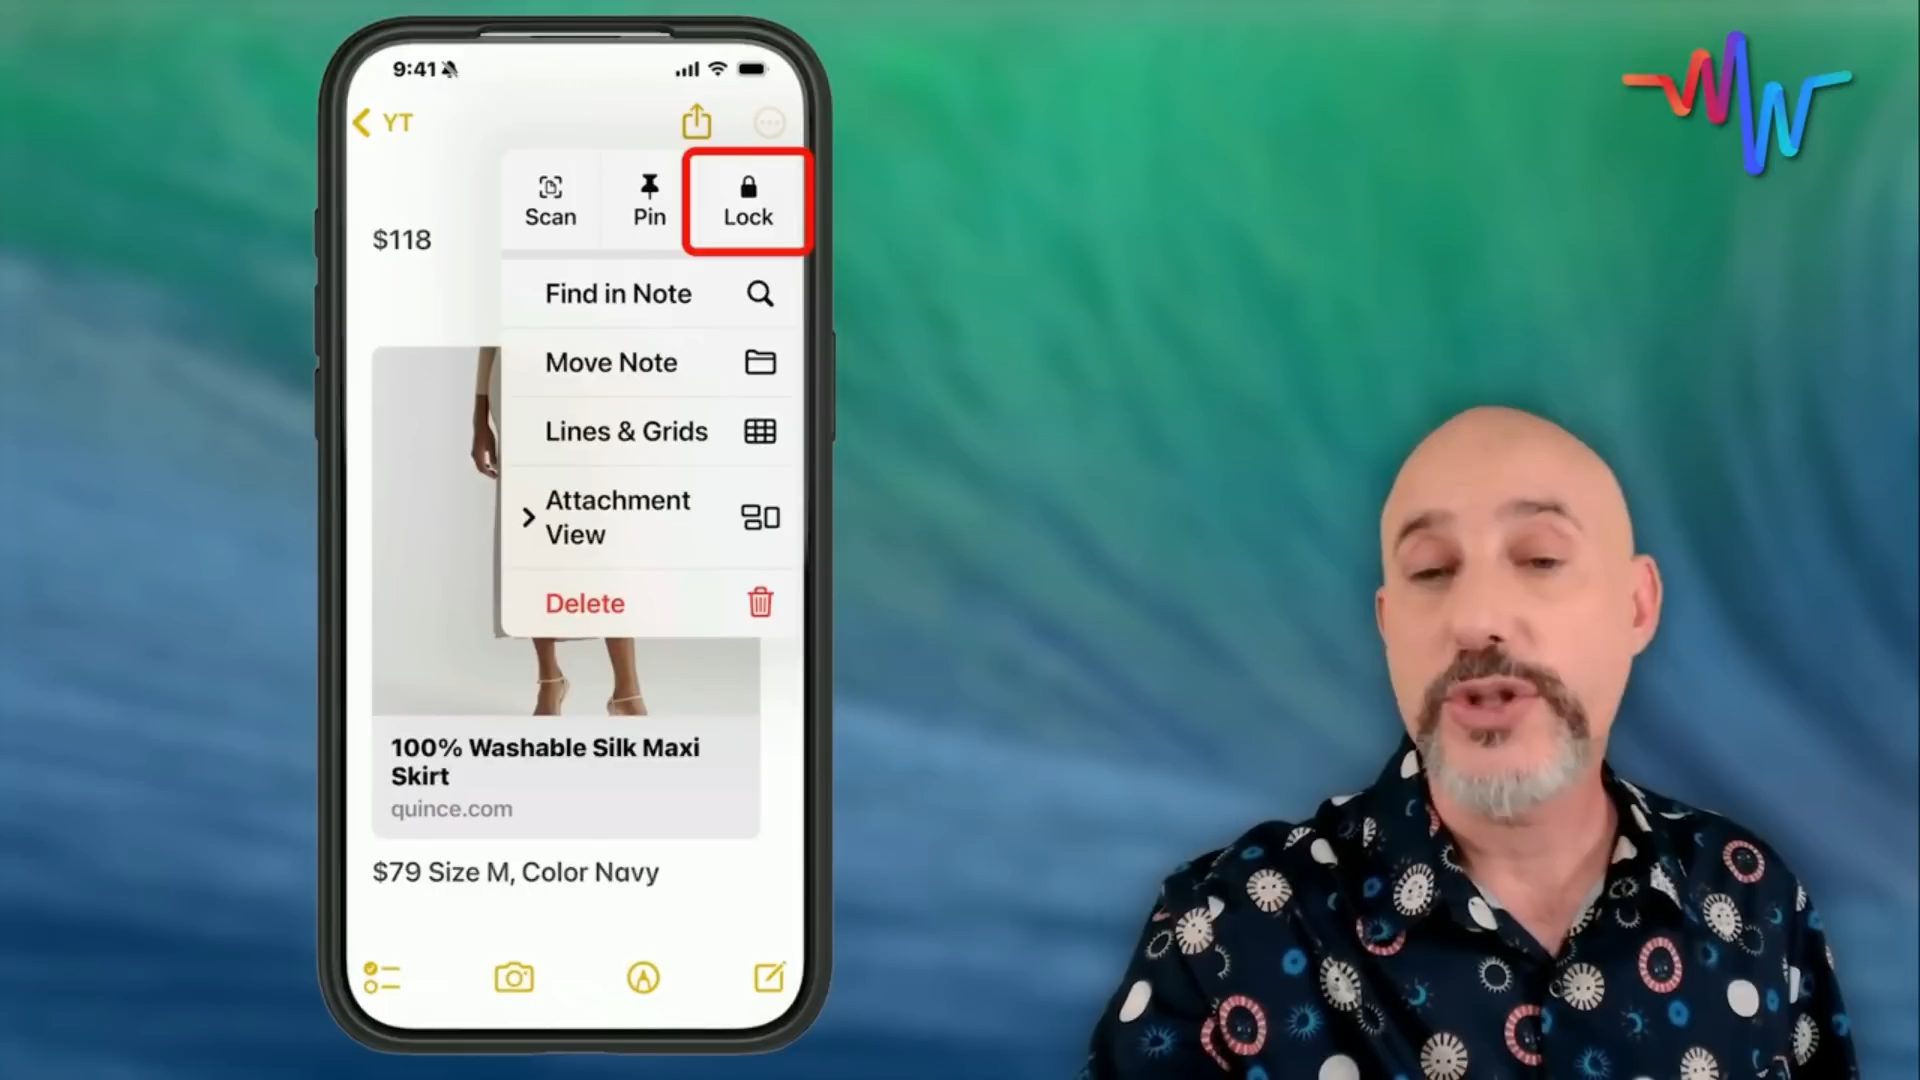 9:41
YT
Scan
Pin
Lock
$118
Find in Note
Move Note
Lines & Grids
Attachment
View
Delete
100% Washable Silk Maxi
Skirt
quince.com
$79 Size M, Color Navy